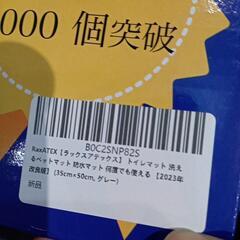 000 個突破
B0C2SNP82S
RaxATEX【ラックスアテックス】 トイレマット 洗え
るペットマット 防水マット 何度でも使える 【2023年
改良版】 (35cm×50cm, グレー)
新品